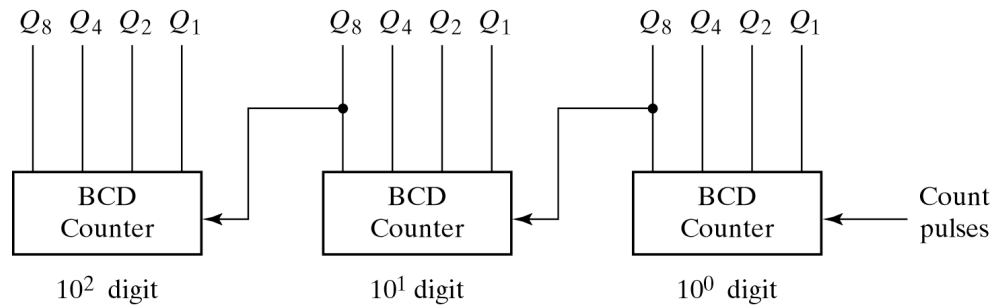 Q₈ Q₄ Q₂ Q₁ Q₈ Q₄ Q₂ Q₁ Q₈ Q₄ Q₂ Q₁
BCD
Counter
BCD
Counter
BCD
Counter
Count
pulses
10² digit
10¹ digit
10⁰ digit